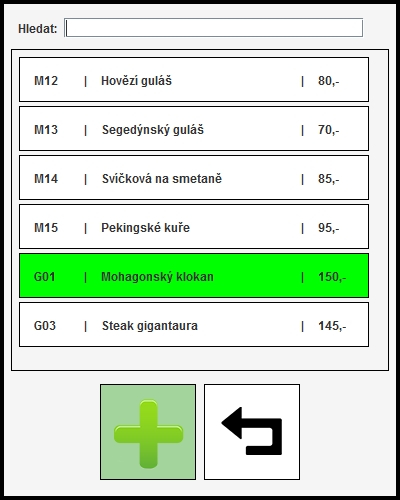 Hledat:
M12 | Hovězí guláš | 80,-
M13 | Segedýnský guláš | 70,-
M14 | Svíčková na smetaně | 85,-
M15 | Pekingské kuře | 95,-
G01 | Mohagonský klokan | 150,-
G03 | Steak gigantaura | 145,-